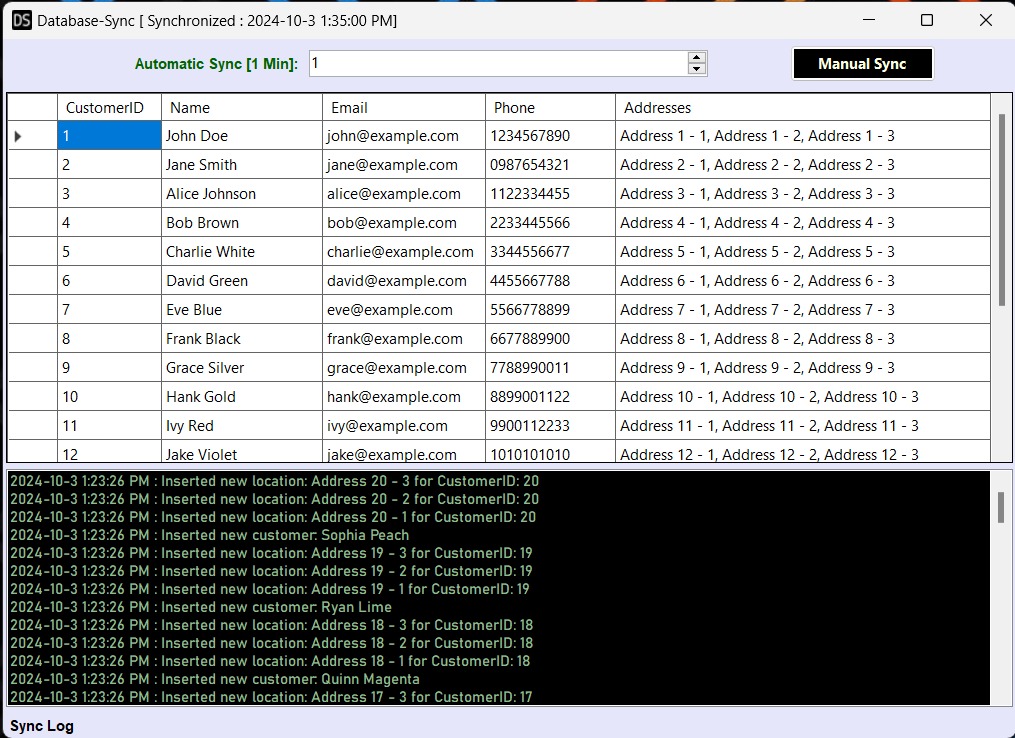 DS Database-Sync [ Synchronized : 2024-10-3 1:35:00 PM]
Automatic Sync [1 Min]: 1 Manual Sync
CustomerID Name Email Phone Addresses
1 John Doe john@example.com 1234567890 Address 1 - 1, Address 1 - 2, Address 1 - 3
2 Jane Smith jane@example.com 0987654321 Address 2 - 1, Address 2 - 2, Address 2 - 3
3 Alice Johnson alice@example.com 1122334455 Address 3 - 1, Address 3 - 2, Address 3 - 3
4 Bob Brown bob@example.com 2233445566 Address 4 - 1, Address 4 - 2, Address 4 - 3
5 Charlie White charlie@example.com 3344556677 Address 5 - 1, Address 5 - 2, Address 5 - 3
6 David Green david@example.com 4455667788 Address 6 - 1, Address 6 - 2, Address 6 - 3
7 Eve Blue eve@example.com 5566778899 Address 7 - 1, Address 7 - 2, Address 7 - 3
8 Frank Black frank@example.com 6677889900 Address 8 - 1, Address 8 - 2, Address 8 - 3
9 Grace Silver grace@example.com 7788990011 Address 9 - 1, Address 9 - 2, Address 9 - 3
10 Hank Gold hank@example.com 8899001122 Address 10 - 1, Address 10 - 2, Address 10 - 3
11 Ivy Red ivy@example.com 9900112233 Address 11 - 1, Address 11 - 2, Address 11 - 3
12 Jake Violet jake@example.com 1010101010 Address 12 - 1, Address 12 - 2, Address 12 - 3
2024-10-3 1:23:26 PM : Inserted new location: Address 20 - 3 for CustomerID: 20
2024-10-3 1:23:26 PM : Inserted new location: Address 20 - 2 for CustomerID: 20
2024-10-3 1:23:26 PM : Inserted new location: Address 20 - 1 for CustomerID: 20
2024-10-3 1:23:26 PM : Inserted new customer: Sophia Peach
2024-10-3 1:23:26 PM : Inserted new location: Address 19 - 3 for CustomerID: 19
2024-10-3 1:23:26 PM : Inserted new location: Address 19 - 2 for CustomerID: 19
2024-10-3 1:23:26 PM : Inserted new location: Address 19 - 1 for CustomerID: 19
2024-10-3 1:23:26 PM : Inserted new customer: Ryan Lime
2024-10-3 1:23:26 PM : Inserted new location: Address 18 - 3 for CustomerID: 18
2024-10-3 1:23:26 PM : Inserted new location: Address 18 - 2 for CustomerID: 18
2024-10-3 1:23:26 PM : Inserted new location: Address 18 - 1 for CustomerID: 18
2024-10-3 1:23:26 PM : Inserted new customer: Quinn Magenta
2024-10-3 1:23:26 PM : Inserted new location: Address 17 - 3 for CustomerID: 17
Sync Log